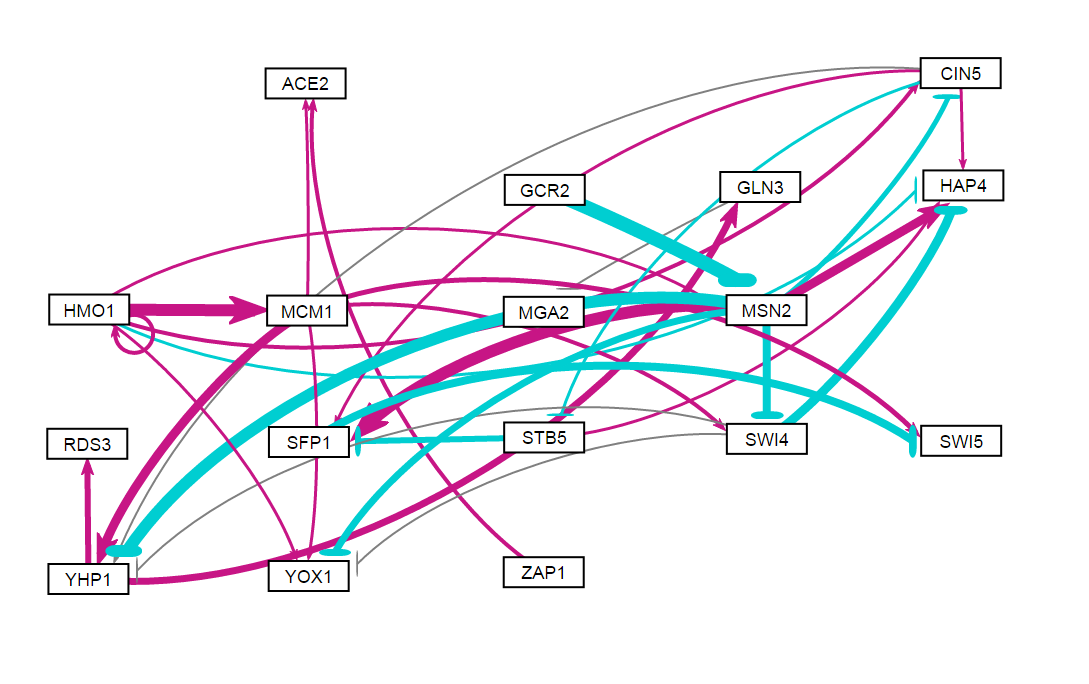 CIN5
ACE2
GCR2
GLN3
HAP4
HMO1
MCM1
MGA2
MSN2
RDS3
SFP1
STB5
SWI4
SWI5
YHP1
YOX1
ZAP1